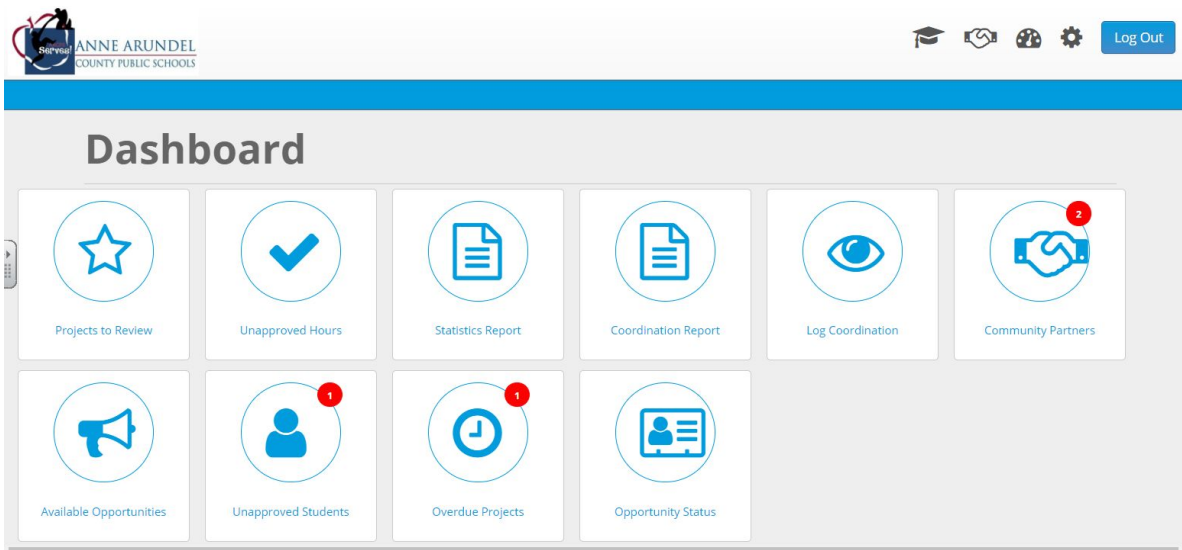 Serves!
ANNE ARUNDEL
COUNTY PUBLIC SCHOOLS
Log Out
Dashboard
2
Projects to Review
Unapproved Hours
Statistics Report
Coordination Report
Log Coordination
Community Partners
1
1
Available Opportunities
Unapproved Students
Overdue Projects
Opportunity Status